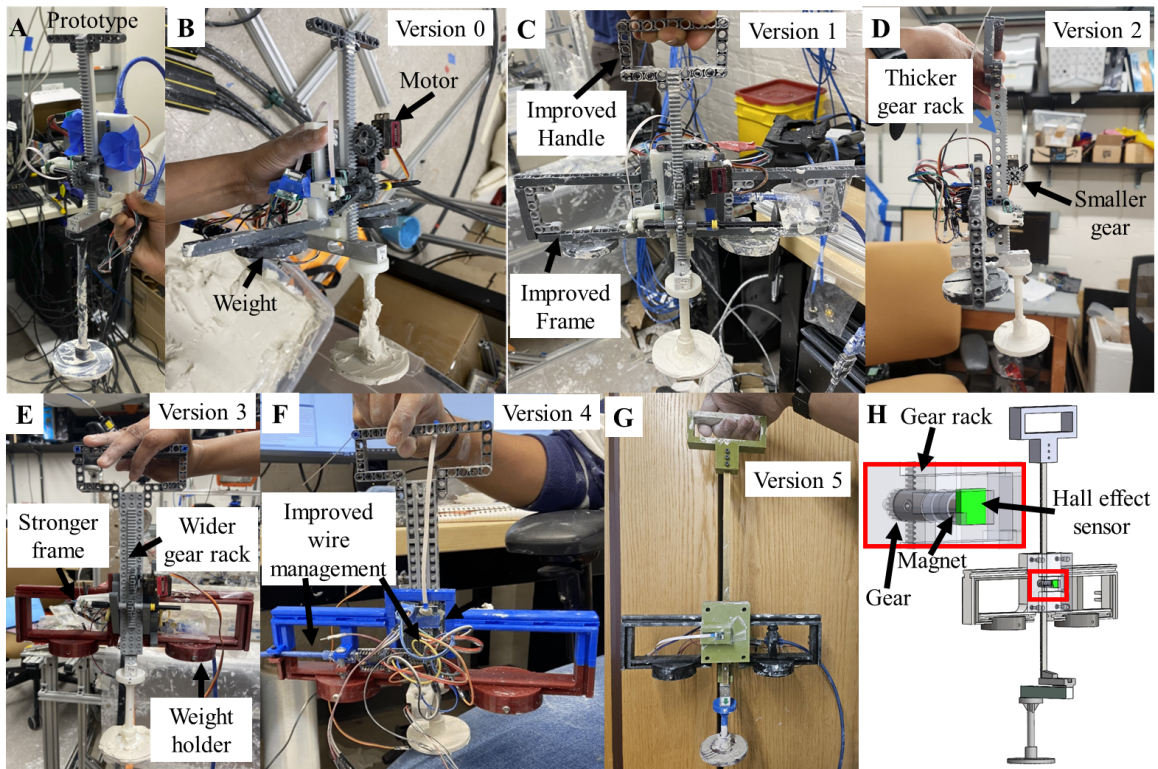 A
Prototype
B
Version 0
Motor
Weight
C
Version 1
Improved
Handle
Improved
Frame
D
Version 2
Thicker
gear rack
Smaller
gear
E
Version 3
Stronger
frame
Wider
gear rack
Weight
holder
F
Version 4
Improved
wire
management
G
Version 5
H
Gear rack
Hall effect
sensor
Magnet
Gear